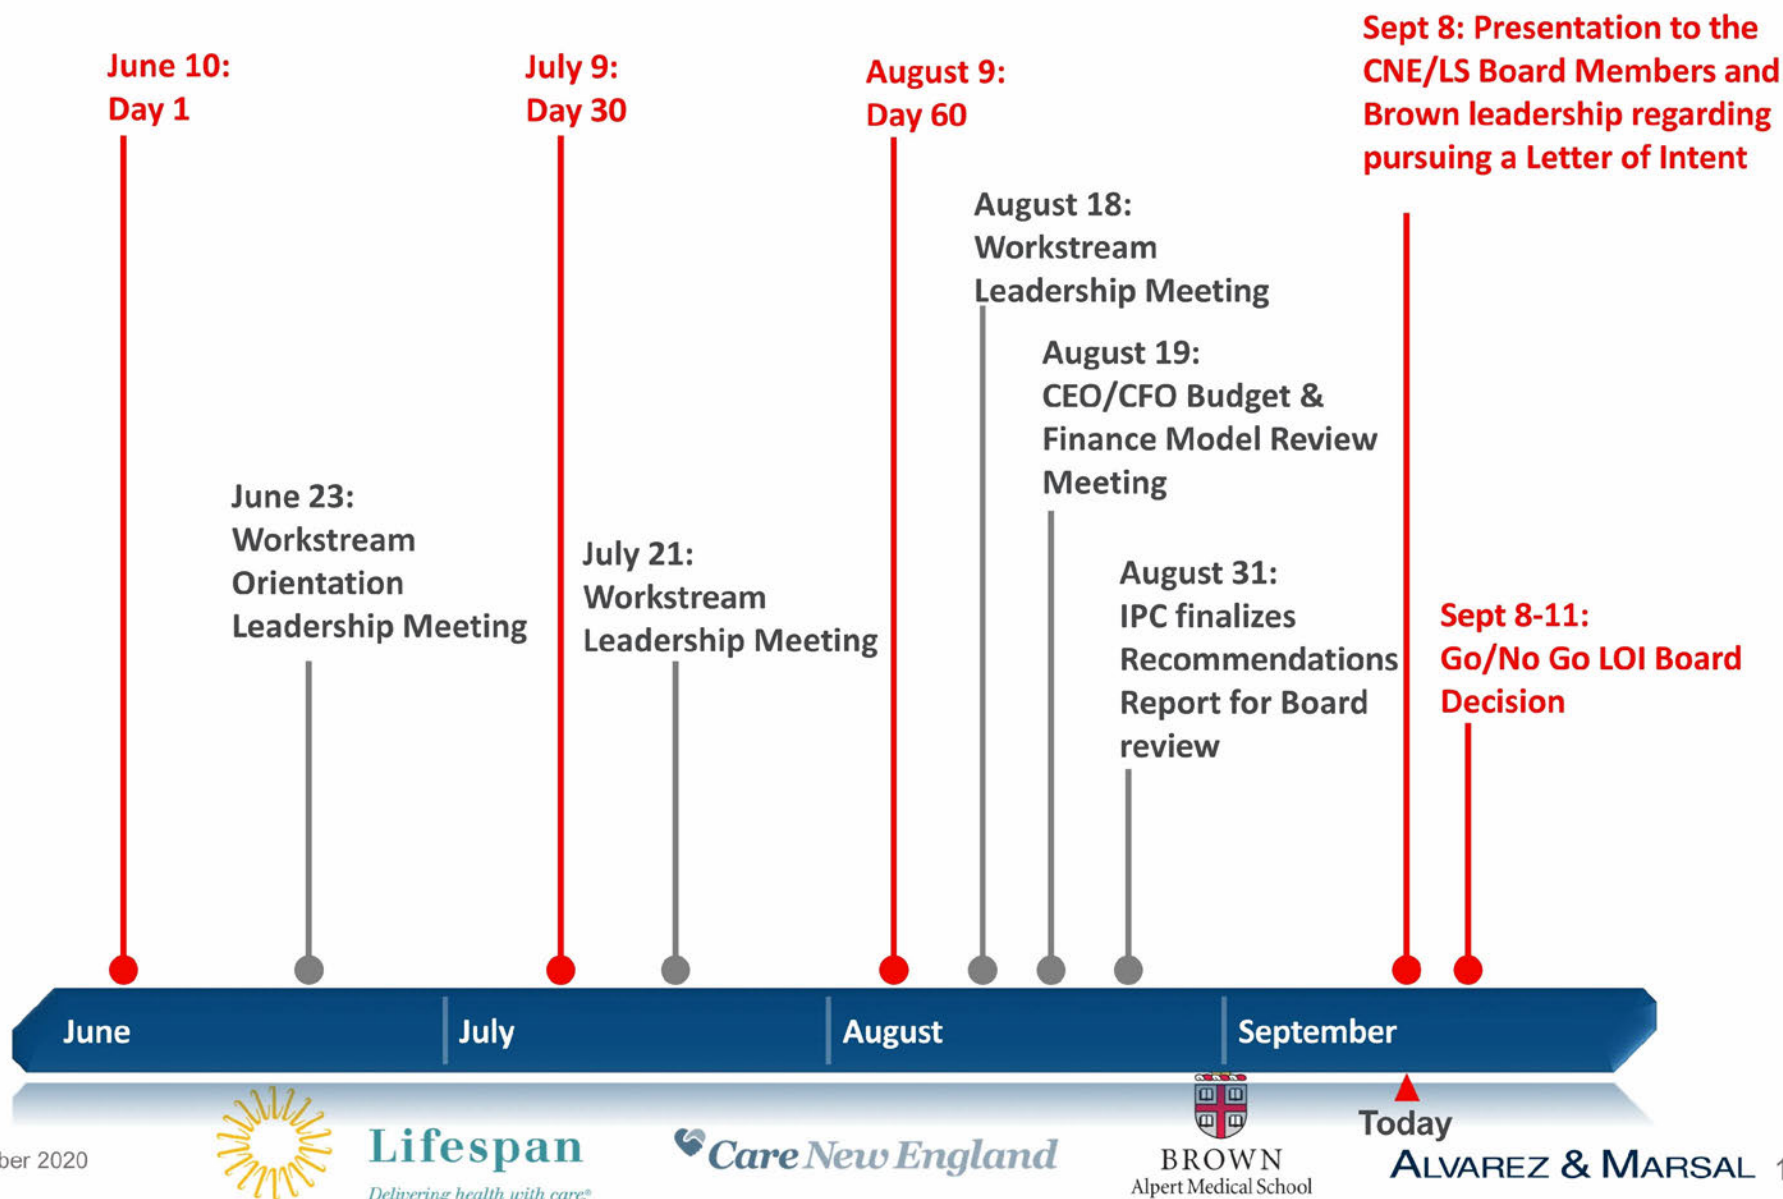 June 10:
Day 1
July 9:
Day 30
August 9:
Day 60
Sept 8: Presentation to the
CNE/LS Board Members and
Brown leadership regarding
pursuing a Letter of Intent
August 18:
Workstream
Leadership Meeting
August 19:
CEO/CFO Budget &
Finance Model Review
Meeting
June 23:
Workstream
Orientation
Leadership Meeting
July 21:
Workstream
Leadership Meeting
August 31:
IPC finalizes
Recommendations
Report for Board
review
Sept 8-11:
Go/No Go LOI Board
Decision
June
July
August
September
Today
2020
Lifespan
Delivering health with care®
Care New England
BROWN
Alpert Medical School
ALVAREZ & MARSAL